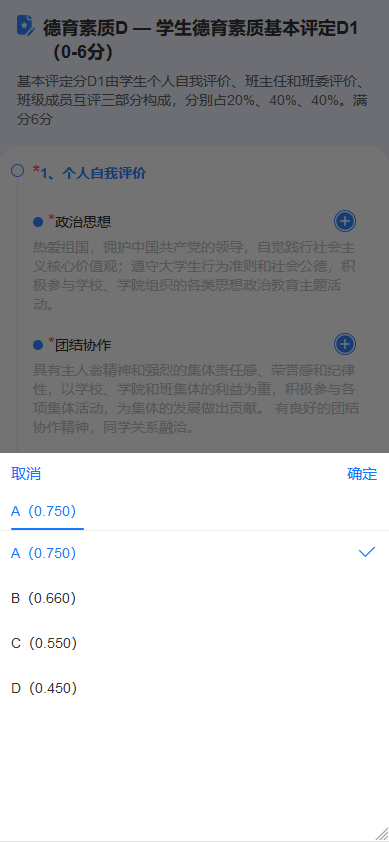 德育素质D — 学生德育素质基本评定D1
（0-6分）
基本评定分D1由学生个人自我评价、班主任和班委评价、
班级成员互评三部分构成，分别占20%、40%、40%。满
分6分
*1、个人自我评价
*政治思想
热爱祖国，拥护中国共产党的领导，自觉践行社会主
义核心价值观；遵守大学生行为准则和社会公德，积
极参与学校、学院组织的各类思想政治教育主题活
动。
*团结协作
具有主人翁精神和强烈的集体责任感、荣誉感和纪律
性，以学校、学院和班集体的利益为重，积极参与各
项集体活动，为集体的发展做出贡献。 有良好的团结
协作精神，同学关系融洽。
取消 确定
A（0.750）
A（0.750）
B（0.660）
C（0.550）
D（0.450）